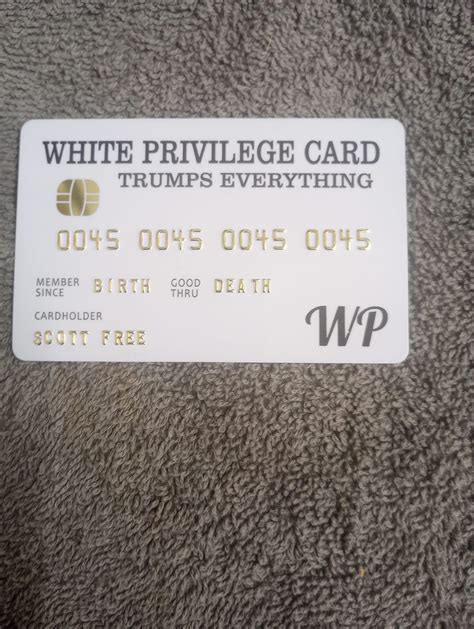 WHITE PRIVILEGE CARD
TRUMPS EVERYTHING
0045 0045 0045 0045
MEMBER SINCE BIRTH GOOD THRU DEATH
CARDHOLDER
SCOTT FREE
WP